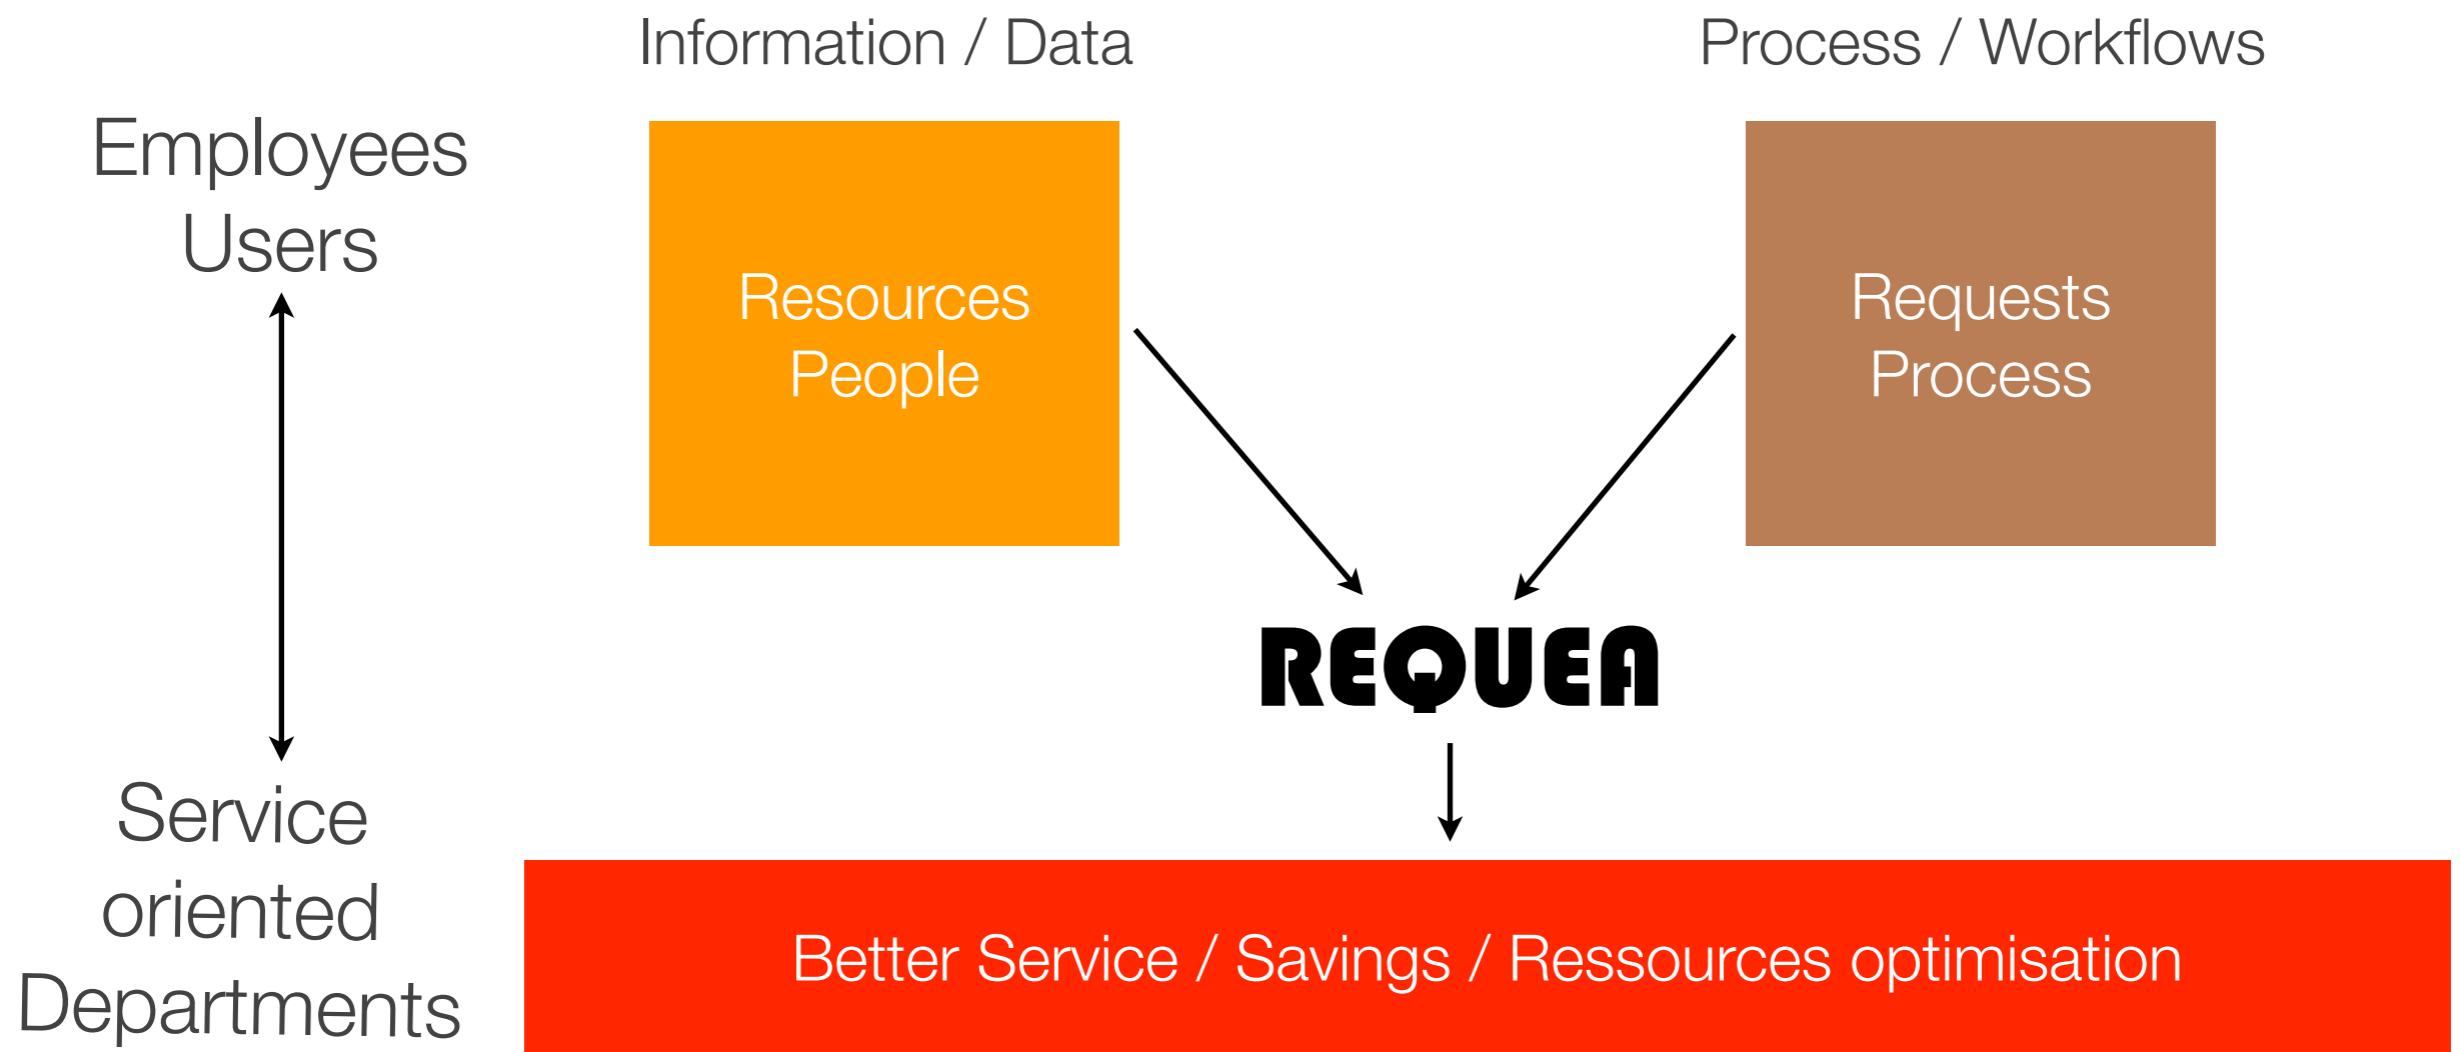 Information / Data
Process / Workflows
Employees
Users
Resources
People
Requests
Process
REQUEA
Service
oriented
Departments
Better Service / Savings / Ressources optimisation